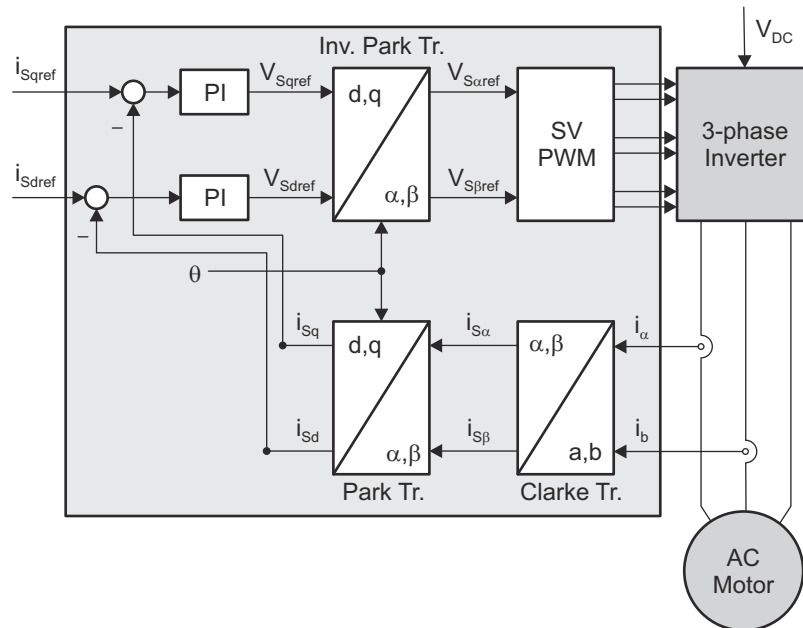 Inv. Park Tr.
V_DC
i_Sqref
PI
V_Sqref
d,q
α,β
V_Sαref
SV
PWM
3-phase
Inverter
–
i_Sdref
PI
V_Sdref
V_Sβref
–
θ
i_Sq
d,q
α,β
i_Sα
α,β
a,b
i_α
i_Sd
i_Sβ
i_b
Park Tr.
Clarke Tr.
AC
Motor